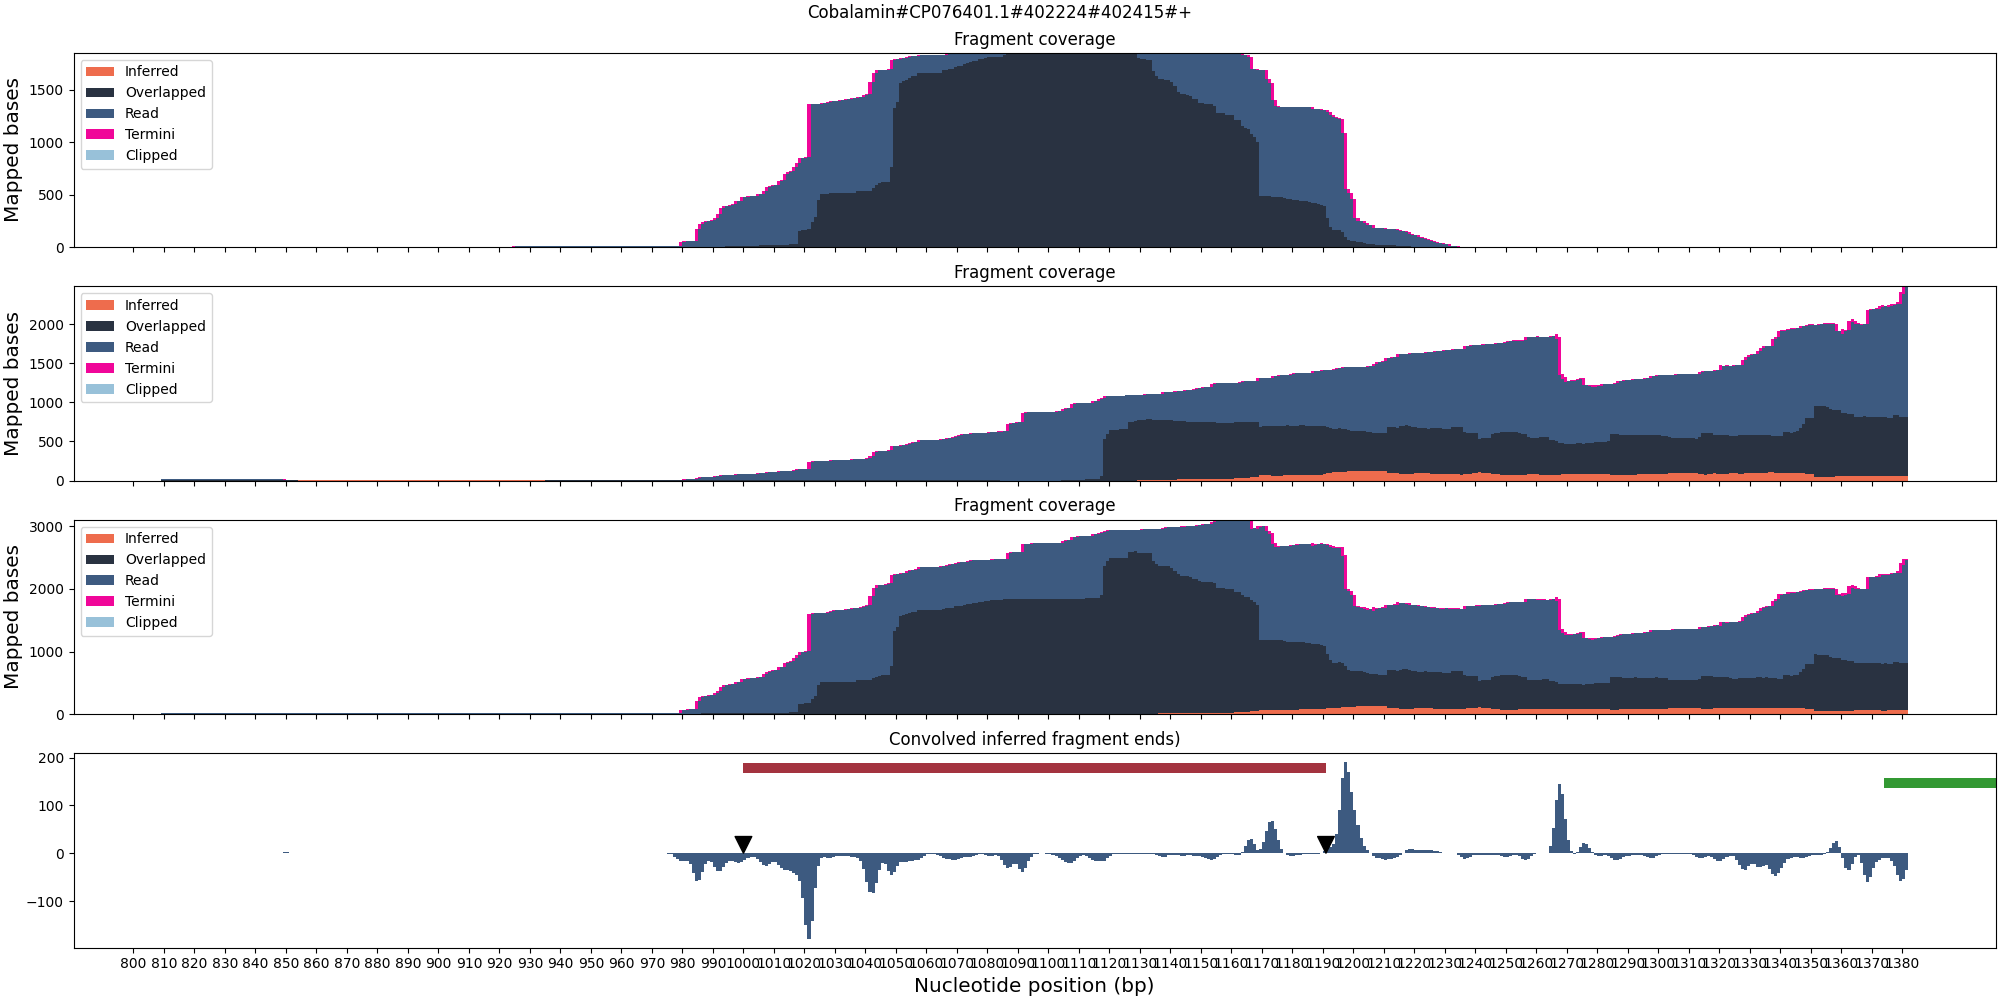 Cobalamin#CP076401.1#402224#402415#+
Fragment coverage
Mapped bases
1500
1000
500
0
Inferred
Overlapped
Read
Termini
Clipped
Fragment coverage
Mapped bases
2000
1500
1000
500
0
Inferred
Overlapped
Read
Termini
Clipped
Fragment coverage
Mapped bases
3000
2000
1000
0
Inferred
Overlapped
Read
Termini
Clipped
Convolved inferred fragment ends)
200
100
0
−100
800 810 820 830 840 850 860 870 880 890 900 910 920 930 940 950 960 970 980 990 1000 1010 1020 1030 1040 1050 1060 1070 1080 1090 1100 1110 1120 1130 1140 1150 1160 1170 1180 1190 1200 1210 1220 1230 1240 1250 1260 1270 1280 1290 1300 1310 1320 1330 1340 1350 1360 1370 1380
Nucleotide position (bp)